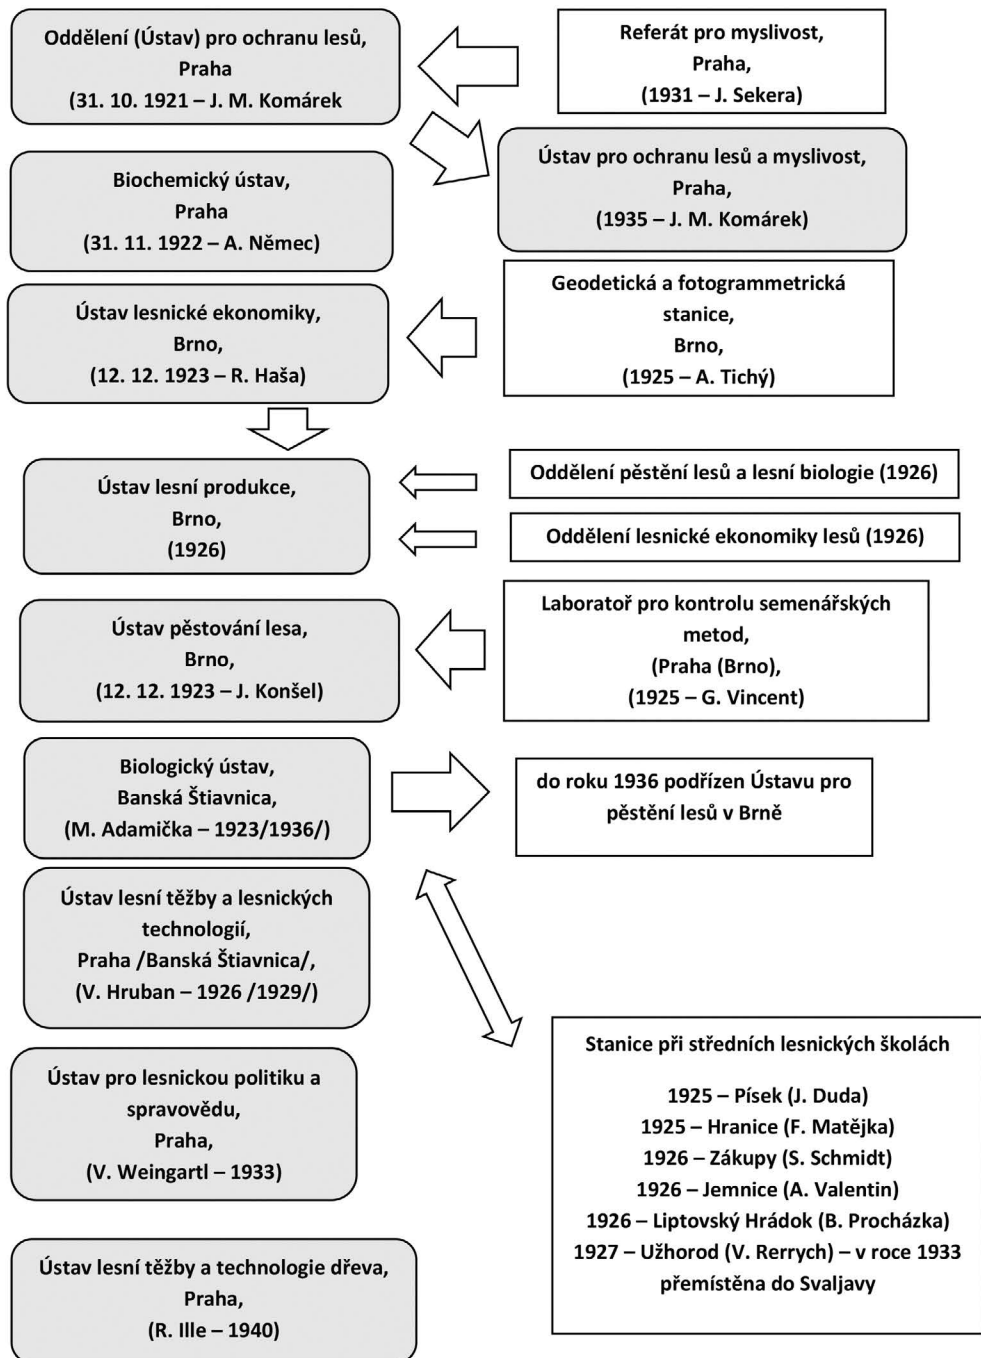 Oddělení (Ústav) pro ochranu lesů,
Praha
(31. 10. 1921 – J. M. Komárek
Referát pro myslivost,
Praha,
(1931 – J. Sekera)
Ústav pro ochranu lesů a myslivost,
Praha,
(1935 – J. M. Komárek)
Biochemický ústav,
Praha
(31. 11. 1922 – A. Němec)
Ústav lesnické ekonomiky,
Brno,
(12. 12. 1923 – R. Haša)
Geodetická a fotogrammetrická
stanice,
Brno,
(1925 – A. Tichý)
Ústav lesní produkce,
Brno,
(1926)
Oddělení pěstění lesů a lesní biologie (1926)
Oddělení lesnické ekonomiky lesů (1926)
Ústav pěstování lesa,
Brno,
(12. 12. 1923 – J. Konšel)
Laboratoř pro kontrolu semenářských
metod,
(Praha (Brno),
(1925 – G. Vincent)
Biologický ústav,
Banská Štiavnica,
(M. Adamička – 1923/1936/)
do roku 1936 podřízen Ústavu pro
pěstění lesů v Brně
Ústav lesní těžby a lesnických
technologií,
Praha /Banská Štiavnica/,
(V. Hruban – 1926 /1929/)
Ústav pro lesnickou politiku a
spravovědu,
Praha,
(V. Weingartl – 1933)
Stanice při středních lesnických školách
1925 – Písek (J. Duda)
1925 – Hranice (F. Matějka)
1926 – Zákupy (S. Schmidt)
1926 – Jemnice (A. Valentin)
1926 – Liptovský Hrádok (B. Procházka)
1927 – Užhorod (V. Rerrych) – v roce 1933
přemístěna do Svaljavy
Ústav lesní těžby a technologie dřeva,
Praha,
(R. Ille – 1940)